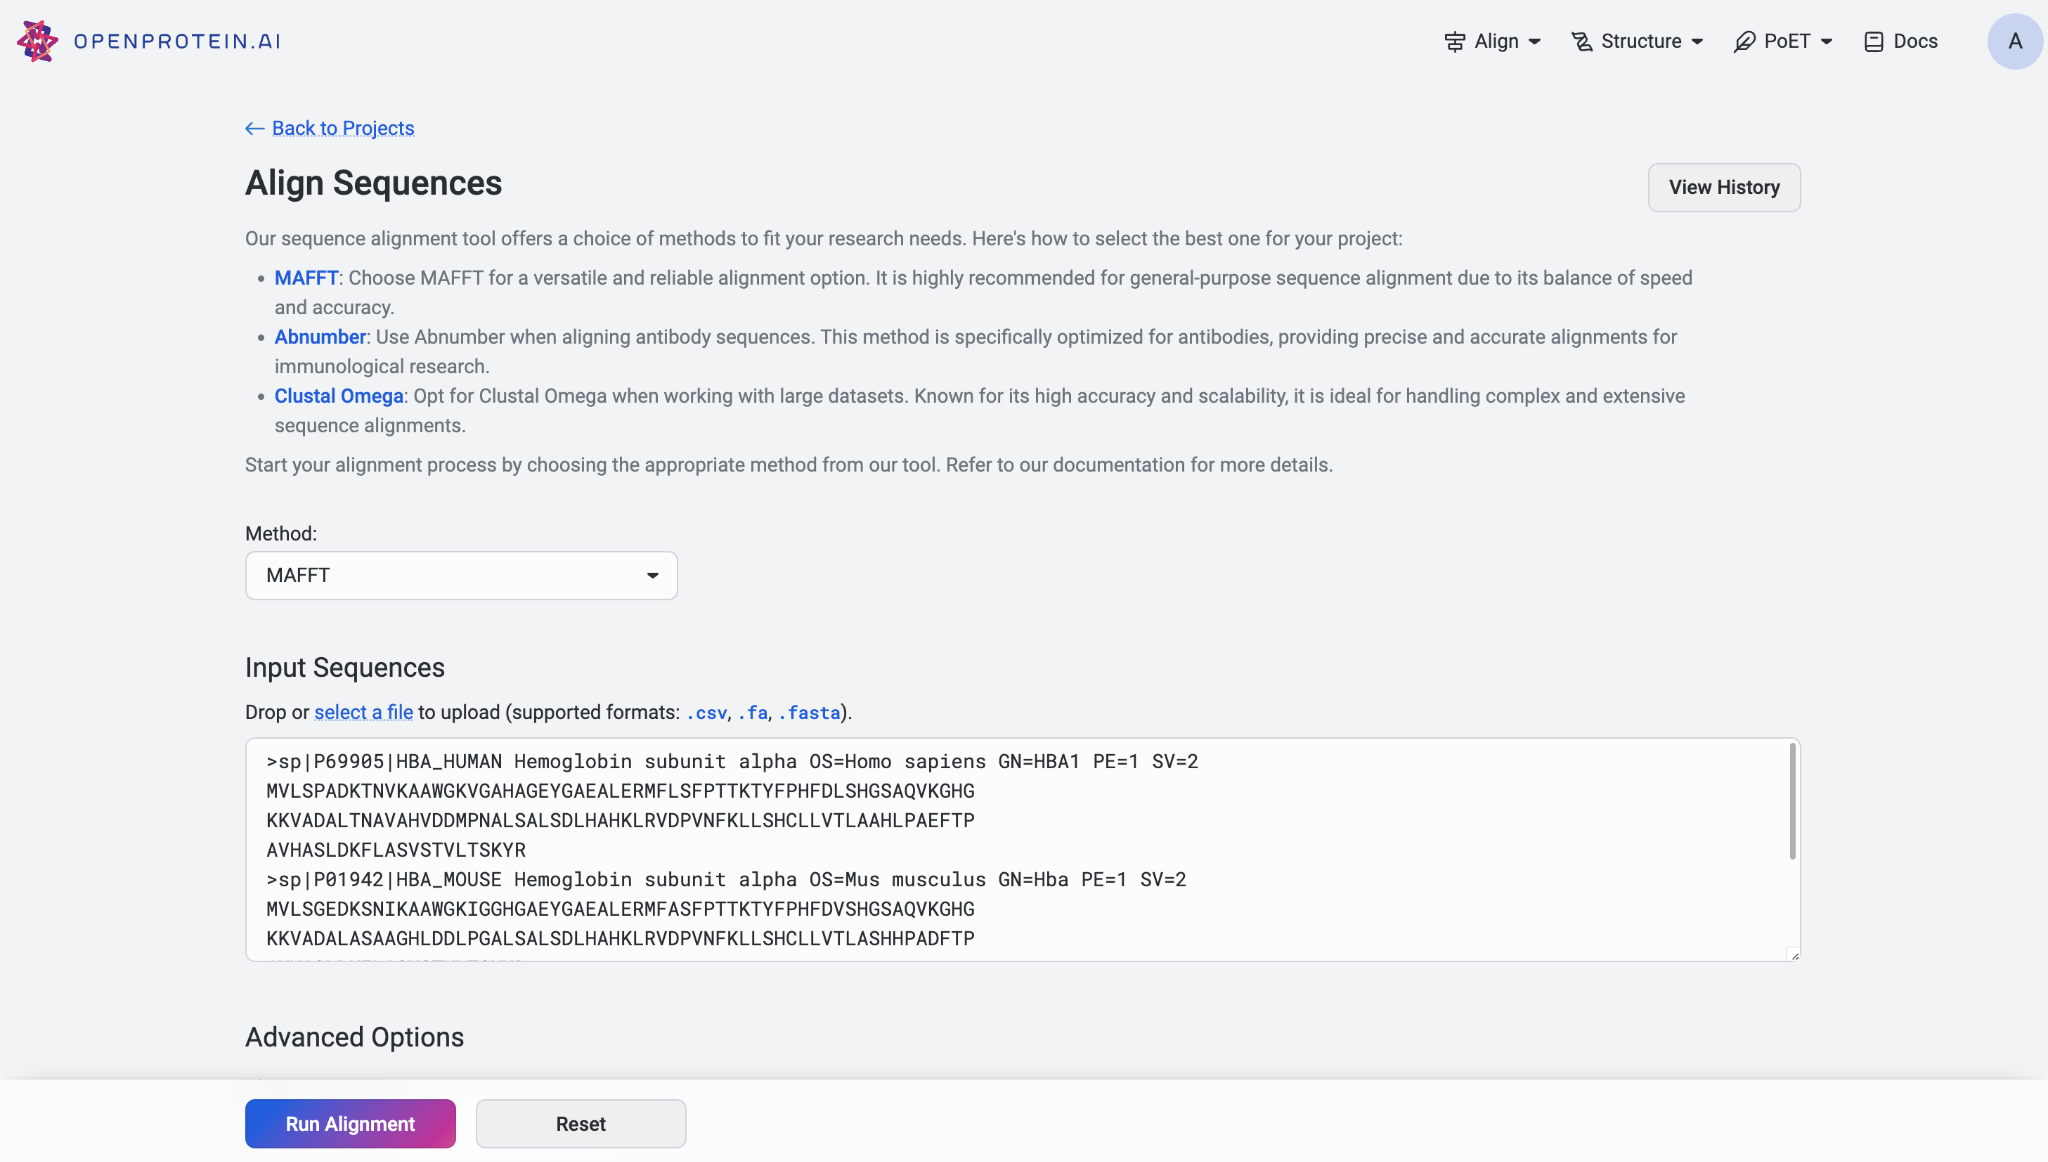 OPENPROTEIN.AI
Align
Structure
PoET
Docs
A
Back to Projects
Align Sequences
View History
Our sequence alignment tool offers a choice of methods to fit your research needs. Here's how to select the best one for your project:
MAFFT: Choose MAFFT for a versatile and reliable alignment option. It is highly recommended for general-purpose sequence alignment due to its balance of speed
and accuracy.
Abnumber: Use Abnumber when aligning antibody sequences. This method is specifically optimized for antibodies, providing precise and accurate alignments for
immunological research.
Clustal Omega: Opt for Clustal Omega when working with large datasets. Known for its high accuracy and scalability, it is ideal for handling complex and extensive
sequence alignments.
Start your alignment process by choosing the appropriate method from our tool. Refer to our documentation for more details.
Method:
MAFFT
Input Sequences
Drop or select a file to upload (supported formats: .csv, .fa, .fasta).
>sp|P69905|HBA_HUMAN Hemoglobin subunit alpha OS=Homo sapiens GN=HBA1 PE=1 SV=2
MVLSPADKTNVKAAWGKVGAHAGEYGAEALERMFLSFPTTKTYFPHFDLSHGSAQVKGHG
KKVADALTNAVAHVDDMPNALSALSDLHAHKLRVDPVNFKLLSHCLLVTLAAHLPAEFTP
AVHASLDKFLASVSTVLTSKYR
>sp|P01942|HBA_MOUSE Hemoglobin subunit alpha OS=Mus musculus GN=Hba PE=1 SV=2
MVLSGEDKSNIKAAWGKIGGHGAEYGAEALERMFASFPTTKTYFPHFDVSHGSAQVKGHG
KKVADALASAAGHLDDLPGALSALSDLHAHKLRVDPVNFKLLSHCLLVTLASHHPADFTP
Advanced Options
Run Alignment
Reset